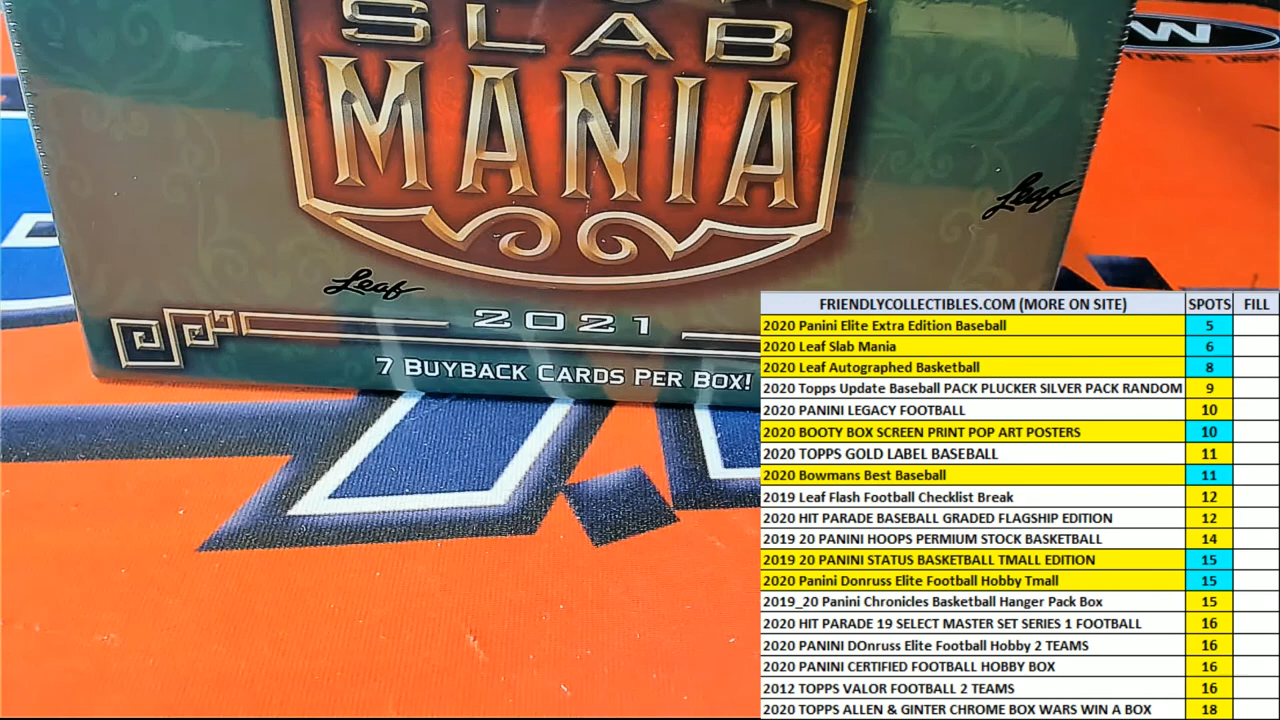 SLAB
MANIA
Leaf
Leaf
2021
7 BUYBACK CARDS PER BOX!
FRIENDLYCOLLECTIBLES.COM (MORE ON SITE) SPOTS FILL
2020 Panini Elite Extra Edition Baseball 5
2020 Leaf Slab Mania 6
2020 Leaf Autographed Basketball 8
2020 Topps Update Baseball PACK PLUCKER SILVER PACK RANDOM 9
2020 PANINI LEGACY FOOTBALL 10
2020 BOOTY BOX SCREEN PRINT POP ART POSTERS 10
2020 TOPPS GOLD LABEL BASEBALL 11
2020 Bowmans Best Baseball 11
2019 Leaf Flash Football Checklist Break 12
2020 HIT PARADE BASEBALL GRADED FLAGSHIP EDITION 12
2019 20 PANINI HOOPS PERMIUM STOCK BASKETBALL 14
2019 20 PANINI STATUS BASKETBALL TMALL EDITION 15
2020 Panini Donruss Elite Football Hobby Tmall 15
2019_20 Panini Chronicles Basketball Hanger Pack Box 15
2020 HIT PARADE 19 SELECT MASTER SET SERIES 1 FOOTBALL 16
2020 PANINI DOnruss Elite Football Hobby 2 TEAMS 16
2020 PANINI CERTIFIED FOOTBALL HOBBY BOX 16
2012 TOPPS VALOR FOOTBALL 2 TEAMS 16
2020 TOPPS ALLEN & GINTER CHROME BOX WARS WIN A BOX 18